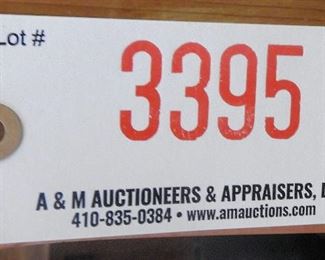 Lot #
3395
A & M AUCTIONEERS & APPRAISERS,
410-835-0384 • www.amauctions.com